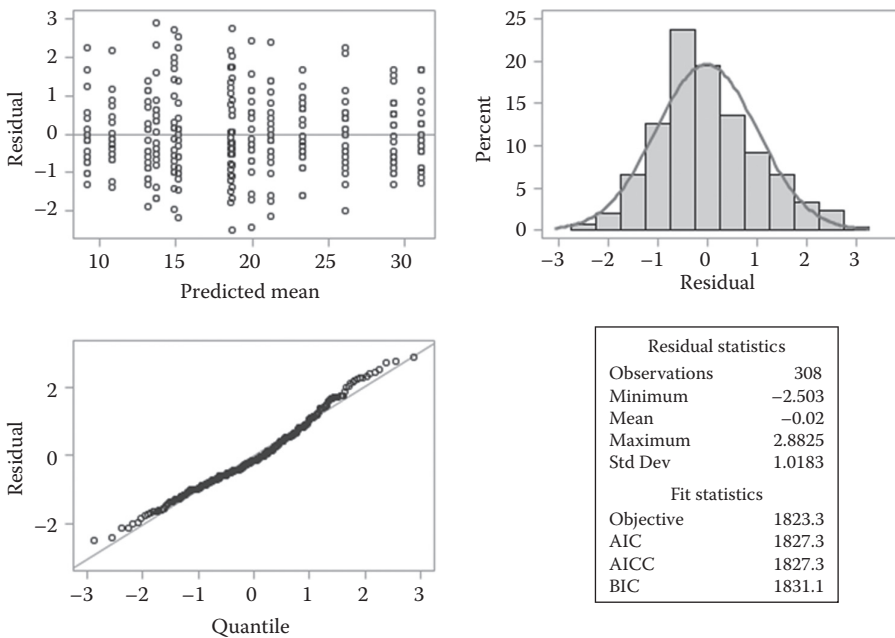 3
2
1
0
−1
−2
Residual
10 15 20 25 30
Predicted mean
25
20
15
10
5
0
Percent
−3 −2 −1 0 1 2 3
Residual
2
0
−2
Residual
−3 −2 −1 0 1 2 3
Quantile
Residual statistics
Observations 308
Minimum −2.503
Mean −0.02
Maximum 2.8825
Std Dev 1.0183
Fit statistics
Objective 1823.3
AIC 1827.3
AICC 1827.3
BIC 1831.1